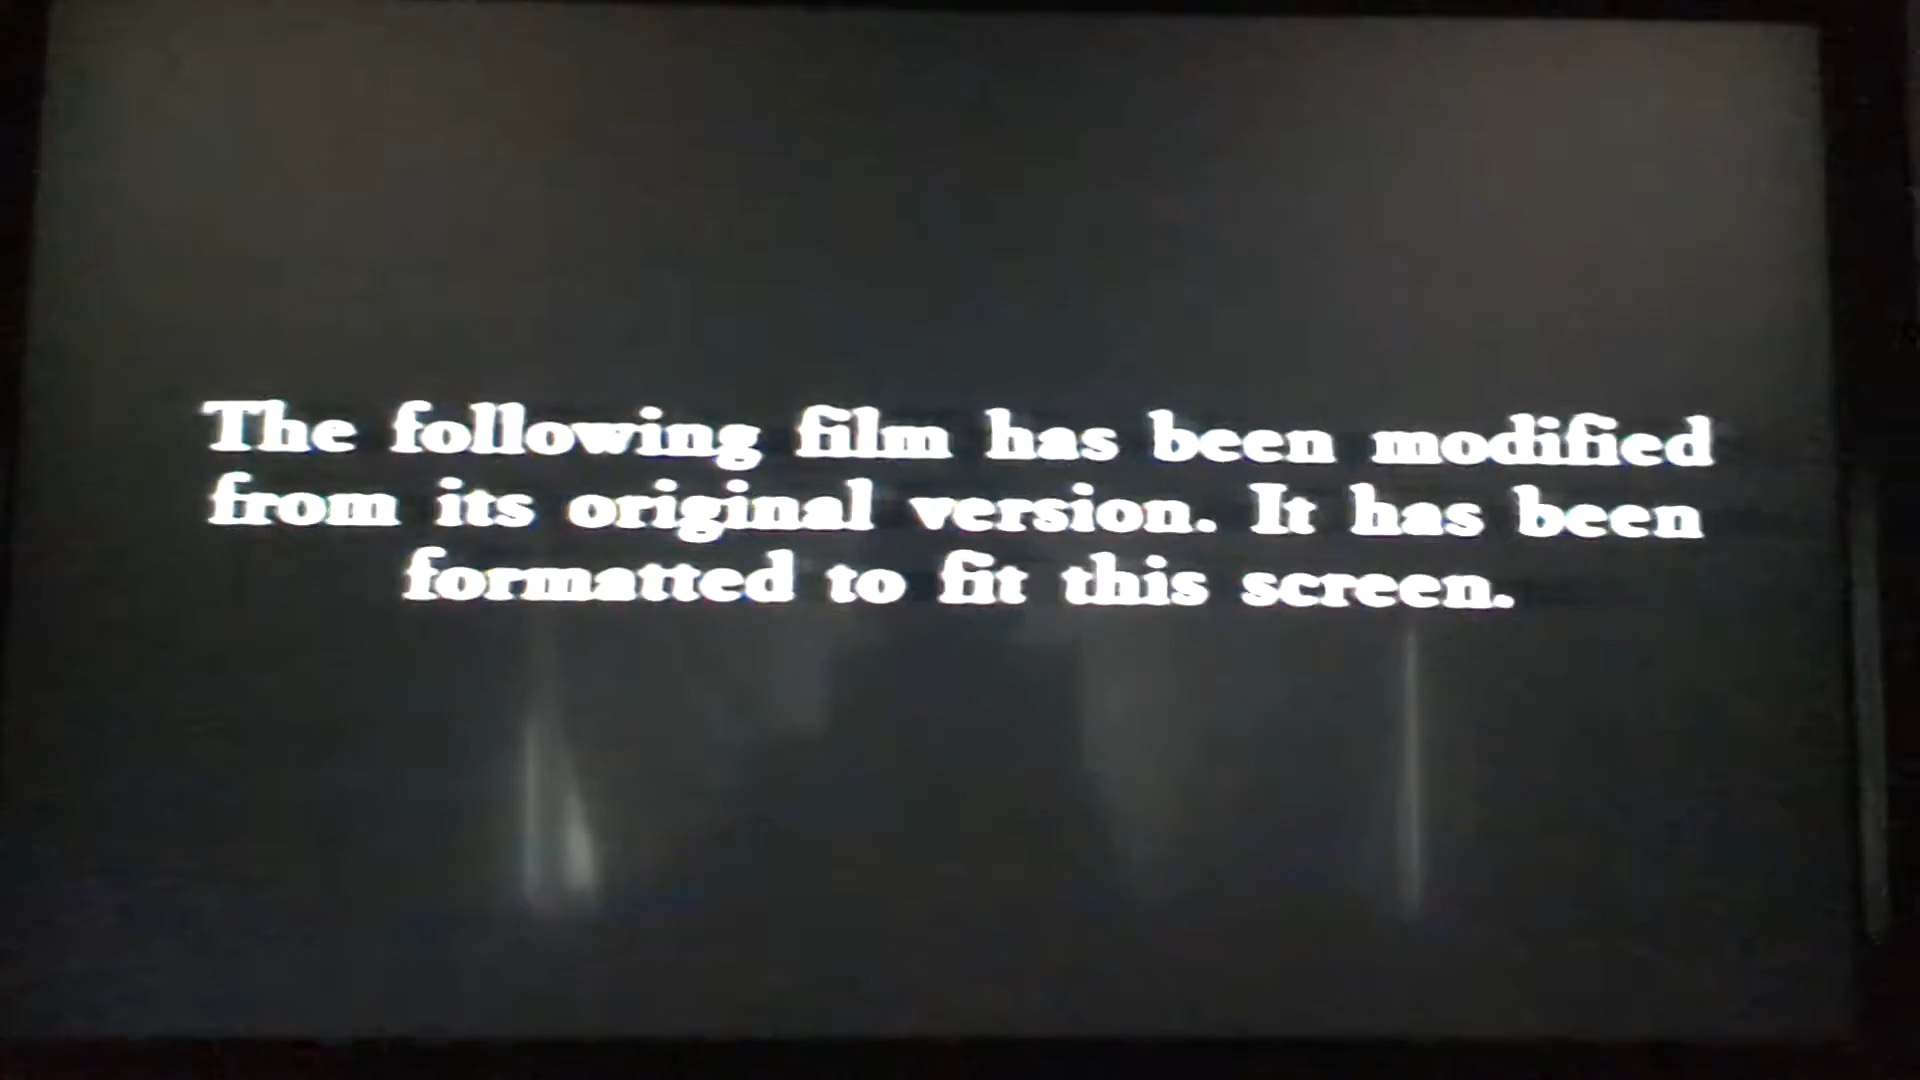 The following film has been modified
from its original version. It has been
formatted to fit this screen.